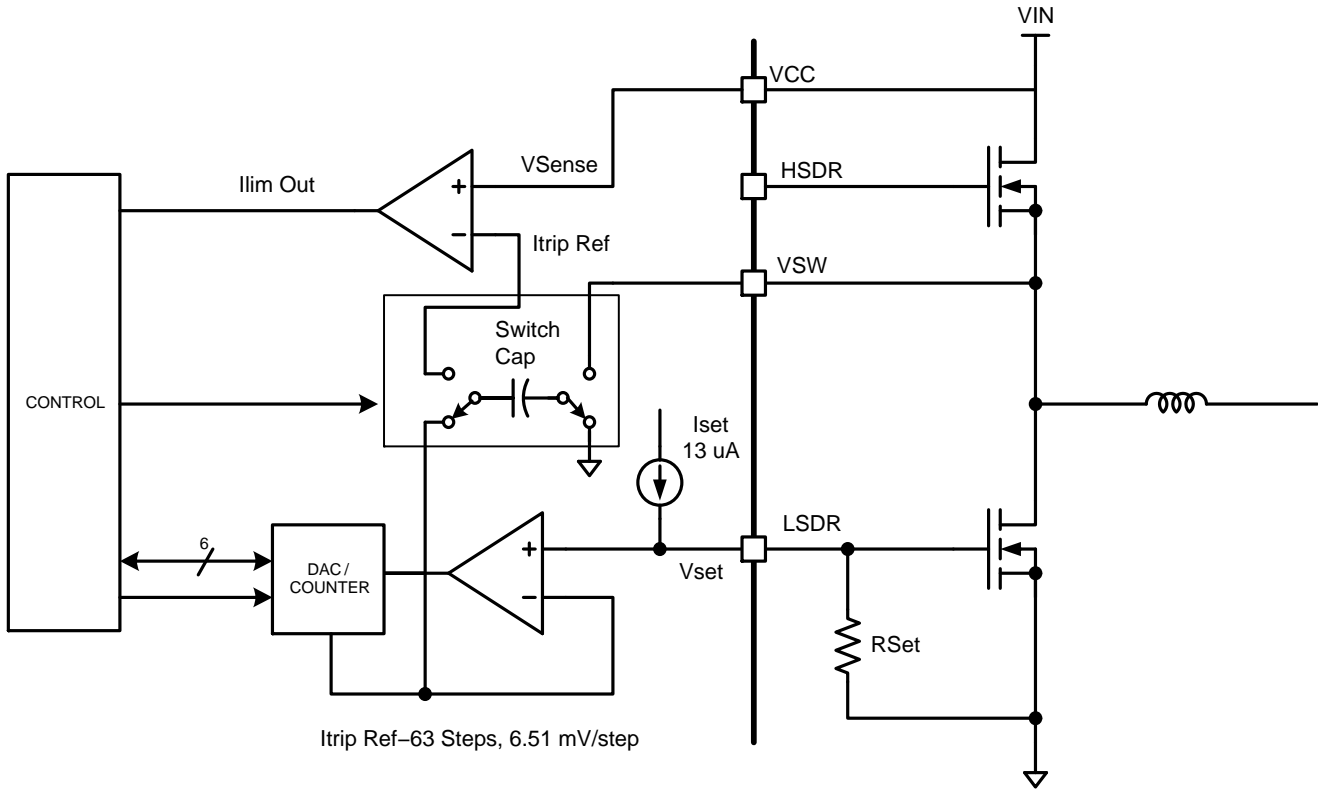 VIN
VCC
VSense
HSDR
Ilim Out
+
−
Itrip Ref
VSW
Switch
Cap
CONTROL
Iset
13 uA
LSDR
6
+
DAC /
COUNTER
Vset
−
RSet
Itrip Ref−63 Steps, 6.51 mV/step